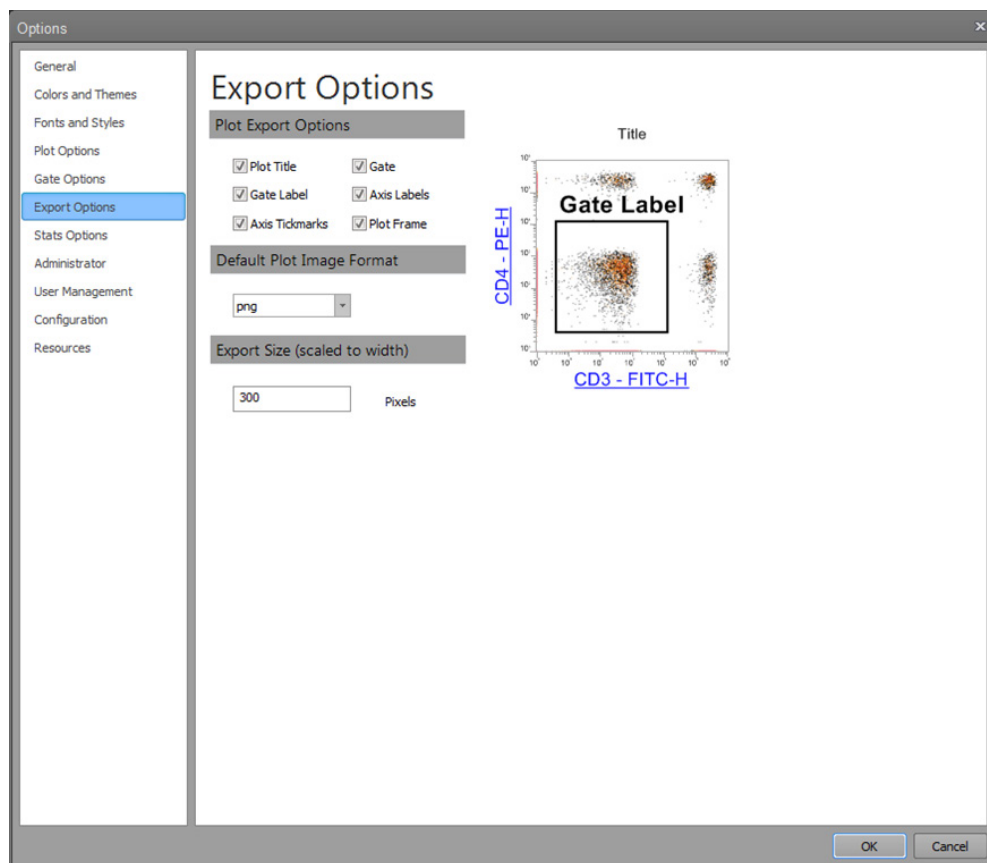 Options
General
Colors and Themes
Fonts and Styles
Plot Options
Gate Options
Export Options
Stats Options
Administrator
User Management
Configuration
Resources
Export Options
Plot Export Options
Plot Title
Gate
Gate Label
Axis Labels
Axis Tickmarks
Plot Frame
Default Plot Image Format
png
Export Size (scaled to width)
300
Pixels
Title
Gate Label
CD4 - PE-H
CD3 - FITC-H
OK
Cancel